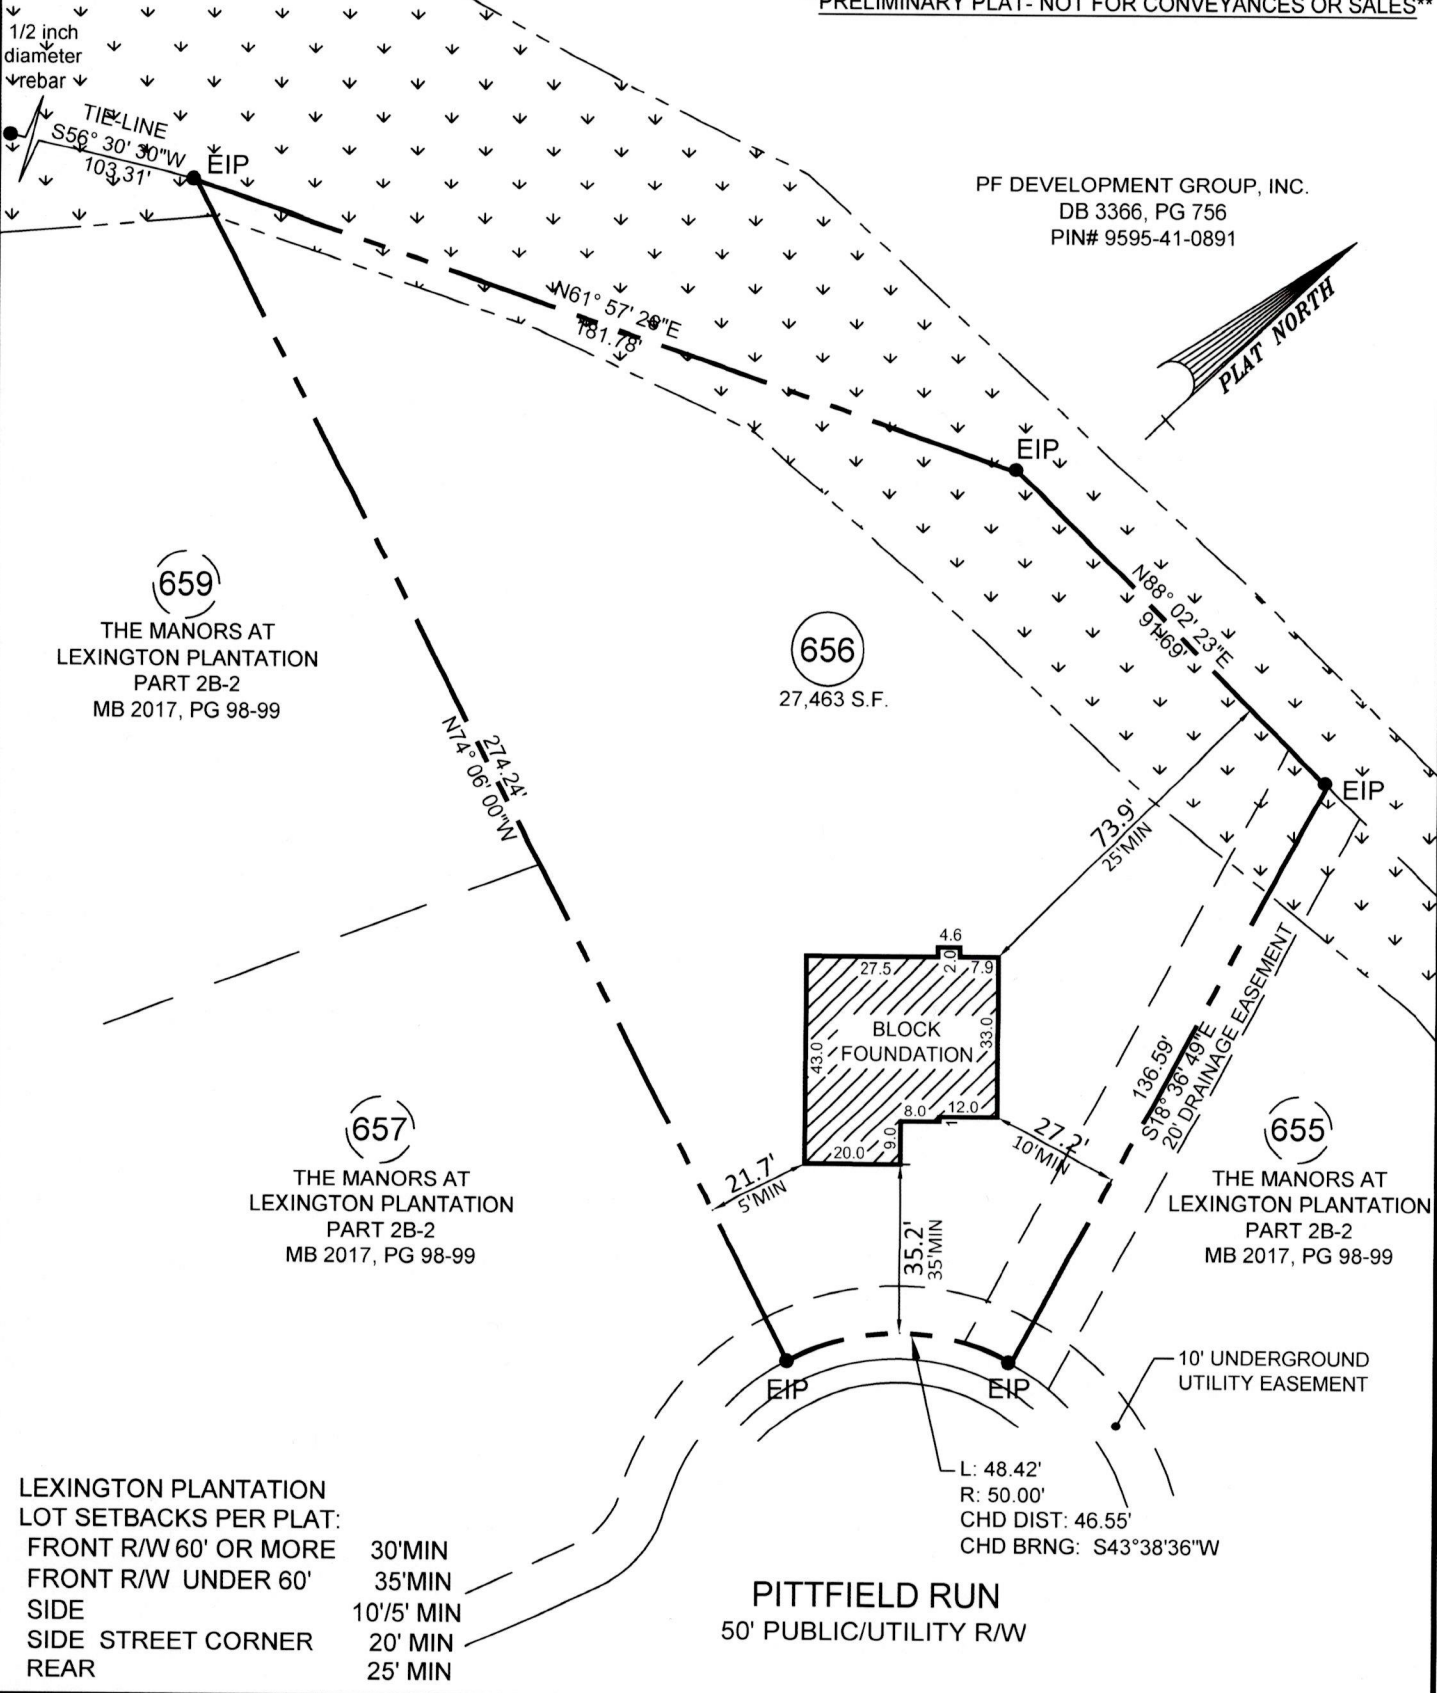 PRELIMINARY PLAT- NOT FOR CONVEYANCES OR SALES**
1/2 inch
diameter
rebar
TIE-LINE
S56° 30' 30"W
103.31'
EIP
PF DEVELOPMENT GROUP, INC.
DB 3366, PG 756
PIN# 9595-41-0891
PLAT NORTH
N61° 57' 26"E
181.78'
EIP
N88° 02' 23"E
91.69'
659
THE MANORS AT
LEXINGTON PLANTATION
PART 2B-2
MB 2017, PG 98-99
656
27,463 S.F.
274.24'
N74° 06' 00"W
EIP
73.9'
25'MIN
4.6
27.5
2.0
7.9
BLOCK
FOUNDATION
43.0
33.0
8.0
12.0
1
9.0
20.0
136.59'
S18° 36' 49"E
20' DRAINAGE EASEMENT
27.2'
10'MIN
21.7'
5'MIN
35.2'
35'MIN
657
THE MANORS AT
LEXINGTON PLANTATION
PART 2B-2
MB 2017, PG 98-99
655
THE MANORS AT
LEXINGTON PLANTATION
PART 2B-2
MB 2017, PG 98-99
EIP
EIP
10' UNDERGROUND
UTILITY EASEMENT
L: 48.42'
R: 50.00'
CHD DIST: 46.55'
CHD BRNG: S43°38'36"W
LEXINGTON PLANTATION
LOT SETBACKS PER PLAT:
FRONT R/W 60' OR MORE 30'MIN
FRONT R/W UNDER 60' 35'MIN
SIDE 10'/5' MIN
SIDE STREET CORNER 20' MIN
REAR 25' MIN
PITTFIELD RUN
50' PUBLIC/UTILITY R/W